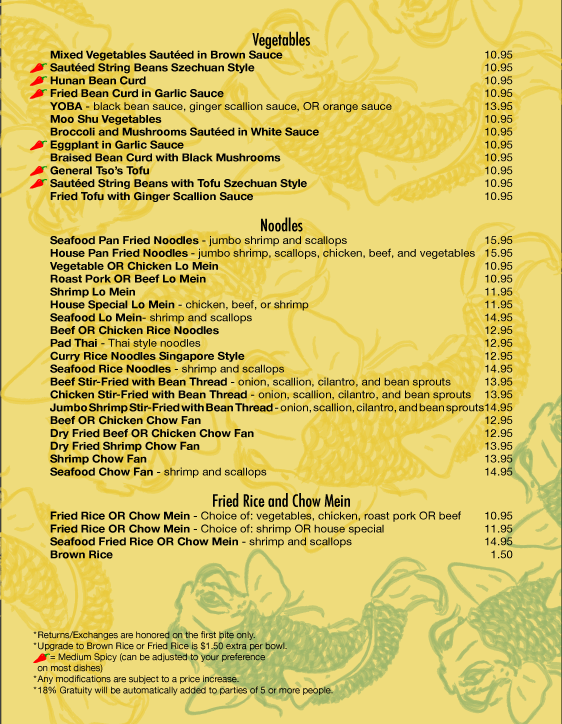 Vegetables
Mixed Vegetables Sautéed in Brown Sauce 10.95
Sautéed String Beans Szechuan Style 10.95
Hunan Bean Curd 10.95
Fried Bean Curd in Garlic Sauce 10.95
YOBA - black bean sauce, ginger scallion sauce, OR orange sauce 13.95
Moo Shu Vegetables 10.95
Broccoli and Mushrooms Sautéed in White Sauce 10.95
Eggplant in Garlic Sauce 10.95
Braised Bean Curd with Black Mushrooms 10.95
General Tso's Tofu 10.95
Sautéed String Beans with Tofu Szechuan Style 10.95
Fried Tofu with Ginger Scallion Sauce 10.95
Noodles
Seafood Pan Fried Noodles - jumbo shrimp and scallops 15.95
House Pan Fried Noodles - jumbo shrimp, scallops, chicken, beef, and vegetables 15.95
Vegetable OR Chicken Lo Mein 10.95
Roast Pork OR Beef Lo Mein 10.95
Shrimp Lo Mein 11.95
House Special Lo Mein - chicken, beef, or shrimp 11.95
Seafood Lo Mein- shrimp and scallops 14.95
Beef OR Chicken Rice Noodles 12.95
Pad Thai - Thai style noodles 12.95
Curry Rice Noodles Singapore Style 12.95
Seafood Rice Noodles - shrimp and scallops 14.95
Beef Stir-Fried with Bean Thread - onion, scallion, cilantro, and bean sprouts 13.95
Chicken Stir-Fried with Bean Thread - onion, scallion, cilantro, and bean sprouts 13.95
Jumbo Shrimp Stir-Fried with Bean Thread - onion, scallion, cilantro, and bean sprouts 14.95
Beef OR Chicken Chow Fan 12.95
Dry Fried Beef OR Chicken Chow Fan 12.95
Dry Fried Shrimp Chow Fan 13.95
Shrimp Chow Fan 13.95
Seafood Chow Fan - shrimp and scallops 14.95
Fried Rice and Chow Mein
Fried Rice OR Chow Mein - Choice of: vegetables, chicken, roast pork OR beef 10.95
Fried Rice OR Chow Mein - Choice of: shrimp OR house special 11.95
Seafood Fried Rice OR Chow Mein - shrimp and scallops 14.95
Brown Rice 1.50
*Returns/Exchanges are honored on the first bite only.
*Upgrade to Brown Rice or Fried Rice is $1.50 extra per bowl.
= Medium Spicy (can be adjusted to your preference
on most dishes)
*Any modifications are subject to a price increase.
*18% Gratuity will be automatically added to parties of 5 or more people.